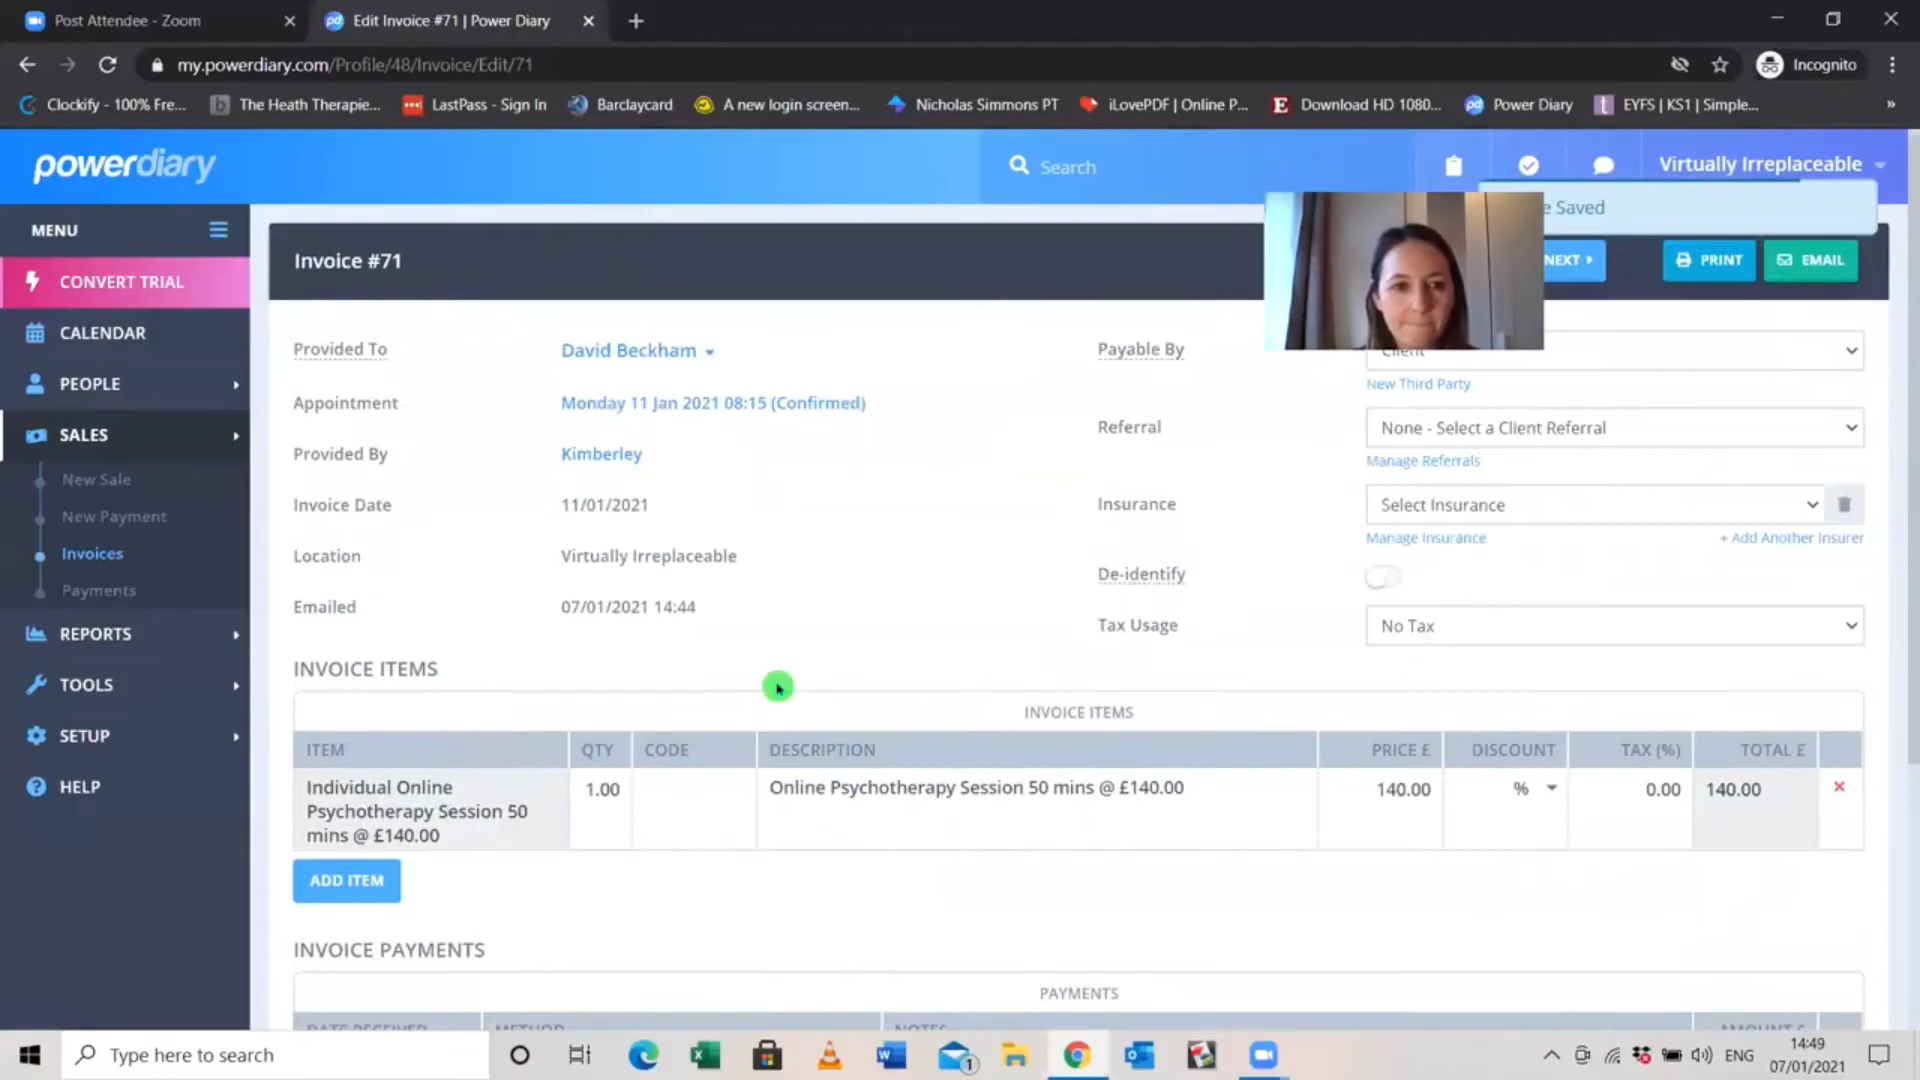 Post Attendee - Zoom
Edit Invoice #71 | Power Diary
my.powerdiary.com/Profile/48/Invoice/Edit/71
Incognito
Clockify - 100% Fre...
The Heath Therapie...
LastPass - Sign In
Barclaycard
A new login screen...
Nicholas Simmons PT
iLovePDF | Online P...
Download HD 1080...
Power Diary
EYFS | KS1 | Simple...
powerdiary
Search
Virtually Irreplaceable
Saved
MENU
CONVERT TRIAL
CALENDAR
PEOPLE
SALES
New Sale
New Payment
Invoices
Payments
REPORTS
TOOLS
SETUP
HELP
Invoice #71
NEXT
PRINT
EMAIL
Provided To
David Beckham
Appointment
Monday 11 Jan 2021 08:15 (Confirmed)
Provided By
Kimberley
Invoice Date
11/01/2021
Location
Virtually Irreplaceable
Emailed
07/01/2021 14:44
Payable By
Client
New Third Party
Referral
None - Select a Client Referral
Manage Referrals
Insurance
Select Insurance
Manage Insurance
+ Add Another Insurer
De-identify
Tax Usage
No Tax
INVOICE ITEMS
INVOICE ITEMS
ITEM QTY CODE DESCRIPTION PRICE £ DISCOUNT TAX (%) TOTAL £
Individual Online
Psychotherapy Session 50
mins @ £140.00
1.00
Online Psychotherapy Session 50 mins @ £140.00
140.00
%
0.00
140.00
ADD ITEM
INVOICE PAYMENTS
PAYMENTS
DATE RECEIVED METHOD NOTES AMOUNT £
Type here to search
1
ENG
14:49
07/01/2021